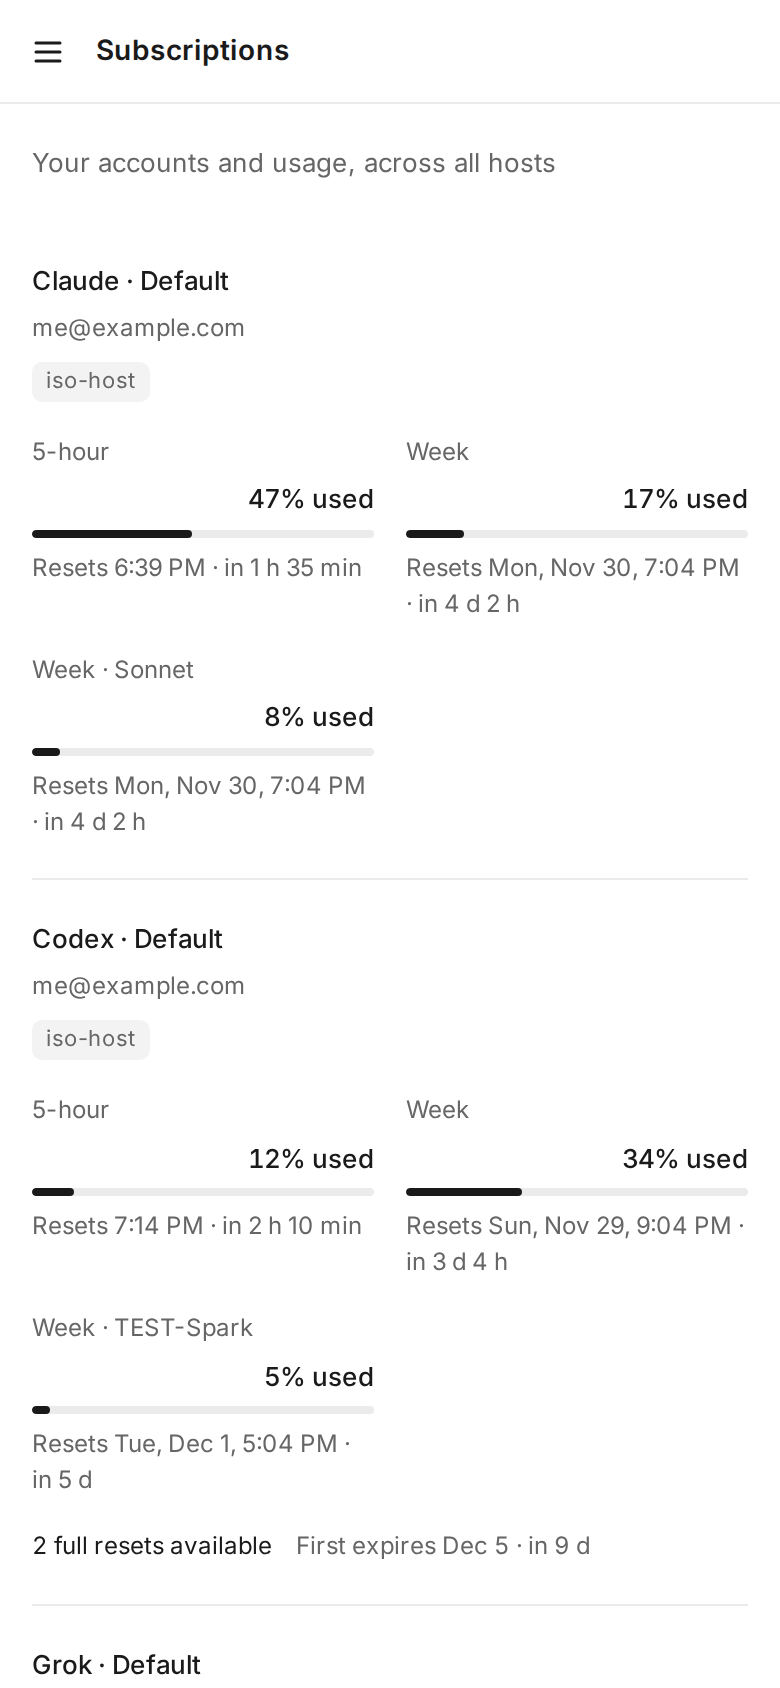 Subscriptions
Your accounts and usage, across all hosts
Claude · Default
me@example.com
iso-host
5-hour
47% used
Resets 6:39 PM · in 1 h 35 min
Week
17% used
Resets Mon, Nov 30, 7:04 PM
· in 4 d 2 h
Week · Sonnet
8% used
Resets Mon, Nov 30, 7:04 PM
· in 4 d 2 h
Codex · Default
me@example.com
iso-host
5-hour
12% used
Resets 7:14 PM · in 2 h 10 min
Week
34% used
Resets Sun, Nov 29, 9:04 PM ·
in 3 d 4 h
Week · TEST-Spark
5% used
Resets Tue, Dec 1, 5:04 PM ·
in 5 d
2 full resets available First expires Dec 5 · in 9 d
Grok · Default